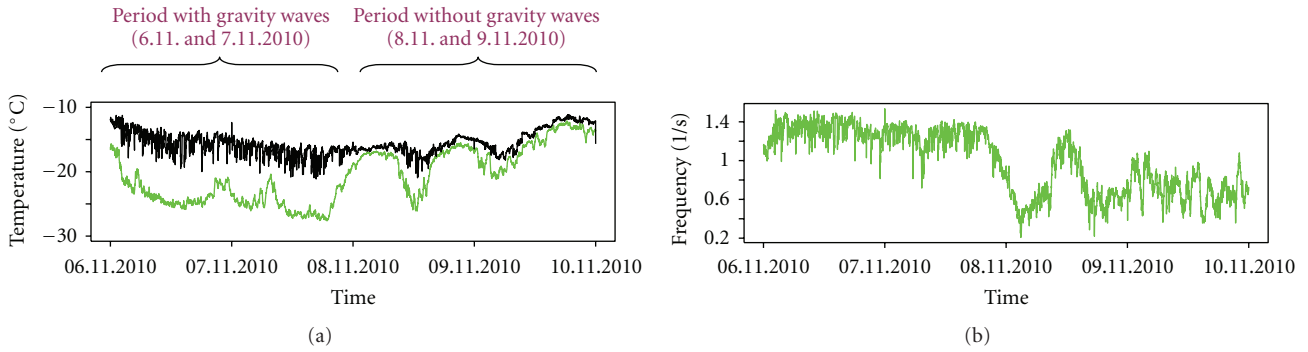 Period with gravity waves
(6.11. and 7.11.2010)
Period without gravity waves
(8.11. and 9.11.2010)
Temperature (°C)
−10
−20
−30
06.11.2010 07.11.2010 08.11.2010 09.11.2010 10.11.2010
Time
(a)
Frequency (1/s)
1.4
1
0.6
0.2
06.11.2010 07.11.2010 08.11.2010 09.11.2010 10.11.2010
Time
(b)